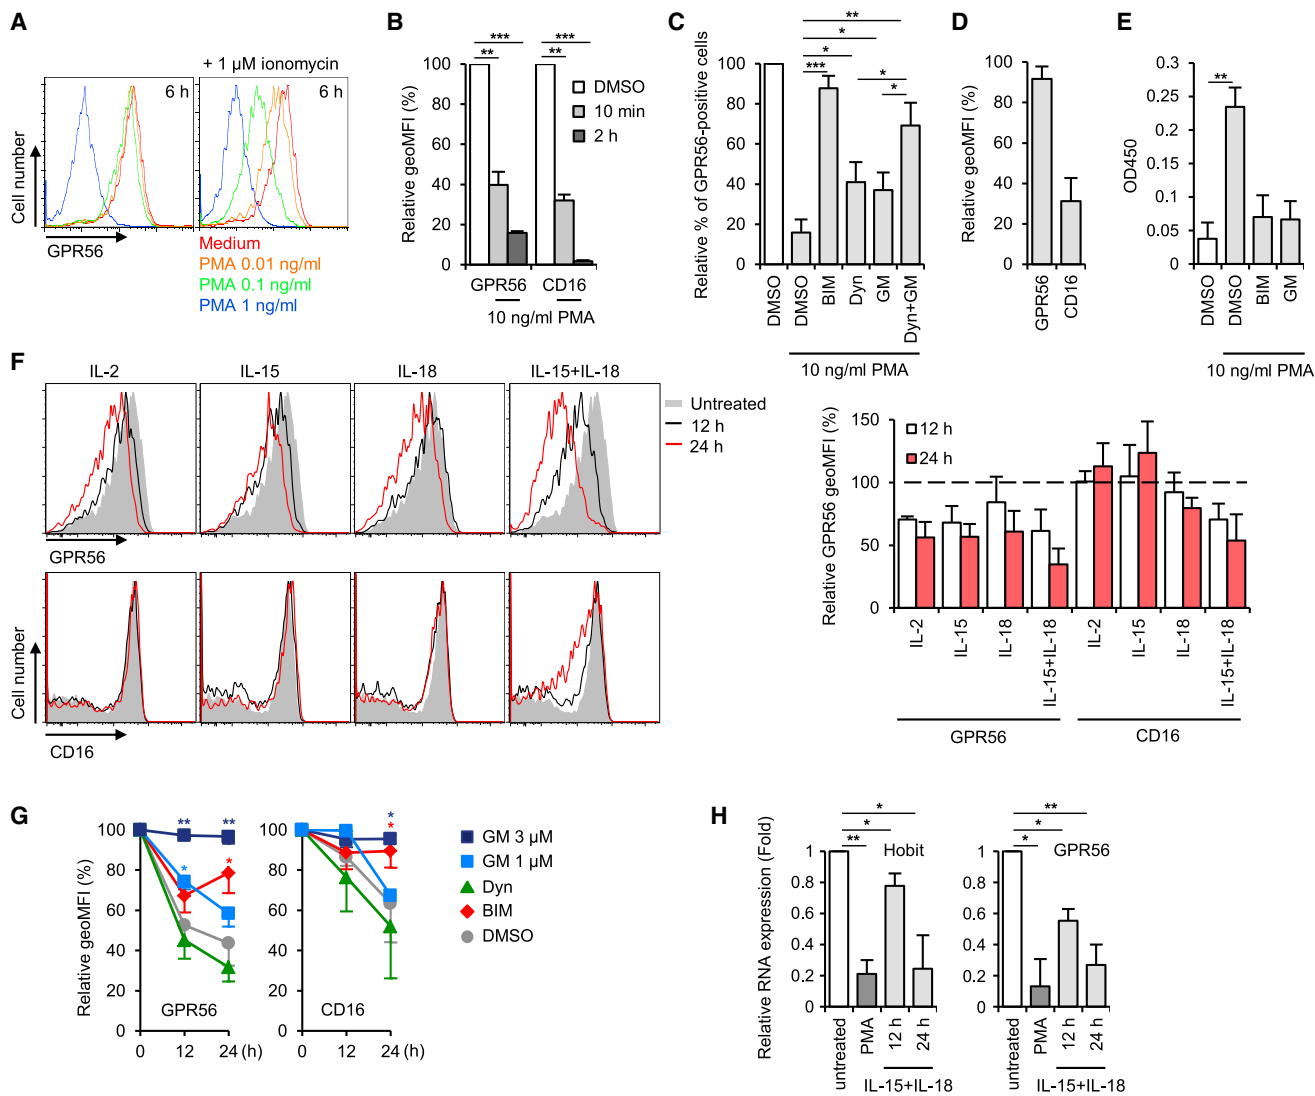 A
+ 1 µM ionomycin
6 h
6 h
Cell number
GPR56
Medium
PMA 0.01 ng/ml
PMA 0.1 ng/ml
PMA 1 ng/ml
B
Relative geoMFI (%)
100
80
60
40
20
0
***
**
***
**
DMSO
10 min
2 h
GPR56
CD16
10 ng/ml PMA
C
Relative % of GPR56-positive cells
100
80
60
40
20
0
**
*
*
***
*
*
DMSO
DMSO
BIM
Dyn
GM
Dyn+GM
10 ng/ml PMA
D
Relative geoMFI (%)
100
80
60
40
20
0
GPR56
CD16
E
OD450
0.3
0.25
0.2
0.15
0.1
0.05
0
**
DMSO
DMSO
BIM
GM
10 ng/ml PMA
F
IL-2
IL-15
IL-18
IL-15+IL-18
Untreated
12 h
24 h
GPR56
Cell number
CD16
Relative GPR56 geoMFI (%)
150
100
50
0
12 h
24 h
IL-2
IL-15
IL-18
IL-15+IL-18
IL-2
IL-15
IL-18
IL-15+IL-18
GPR56
CD16
G
Relative geoMFI (%)
100
80
60
40
20
0
** **
* *
GPR56
0 12 24 (h)
100
80
60
40
20
0
*
*
CD16
0 12 24 (h)
GM 3 µM
GM 1 µM
Dyn
BIM
DMSO
H
Relative RNA expression (Fold)
1
0.8
0.6
0.4
0.2
0
*
*
**
Hobit
untreated
PMA
12 h
24 h
IL-15+IL-18
1
0.8
0.6
0.4
0.2
0
**
*
*
GPR56
untreated
PMA
12 h
24 h
IL-15+IL-18